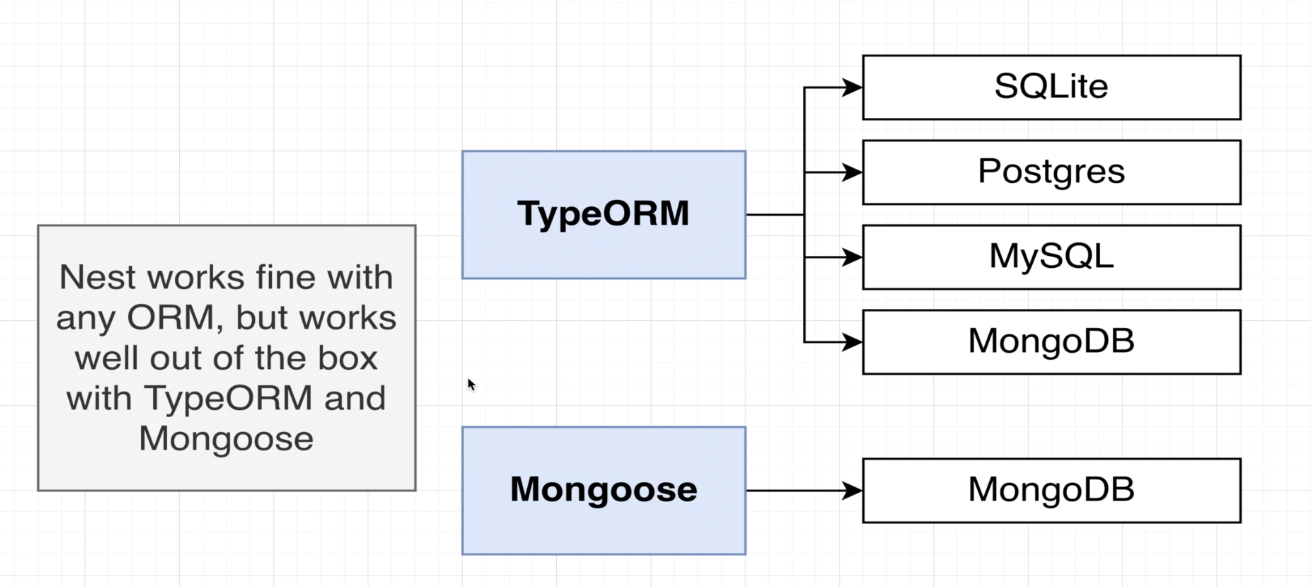 Nest works fine with
any ORM, but works
well out of the box
with TypeORM and
Mongoose
TypeORM
SQLite
Postgres
MySQL
MongoDB
Mongoose
MongoDB